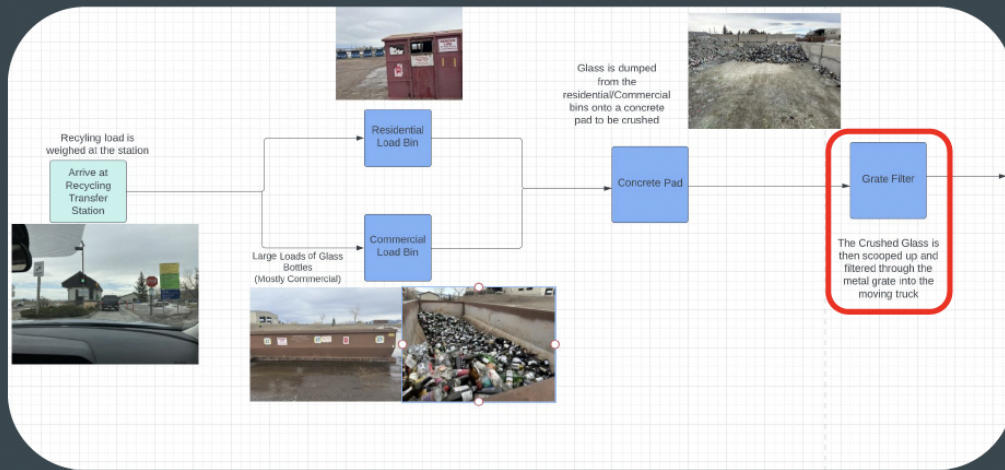 Recyling load is
weighed at the station
Arrive at
Recycling
Transfer
Station
Residential
Load Bin
Commercial
Load Bin
Large Loads of Glass
Bottles
(Mostly Commercial)
Glass is dumped
from the
residential/Commercial
bins onto a concrete
pad to be crushed
Concrete Pad
Grate Filter
The Crushed Glass is
then scooped up and
filtered through the
metal grate into the
moving truck